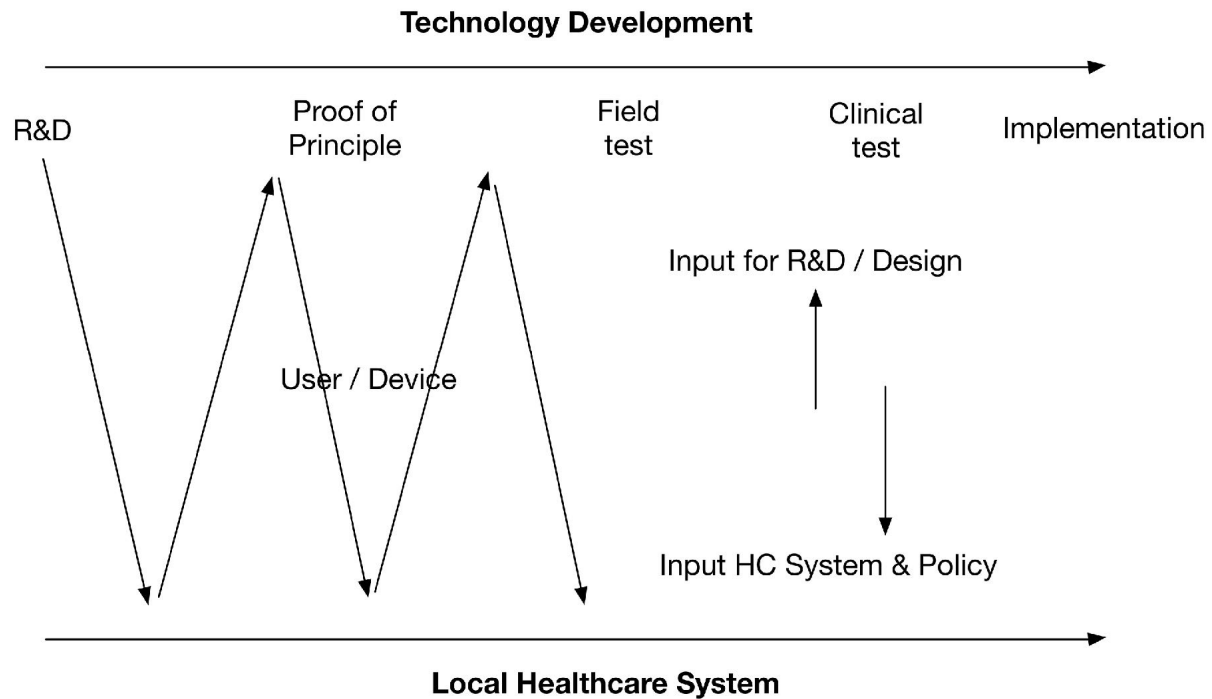 Technology Development
R&D
Proof of
Principle
Field
test
Clinical
test
Implementation
Input for R&D / Design
User / Device
Input HC System & Policy
Local Healthcare System